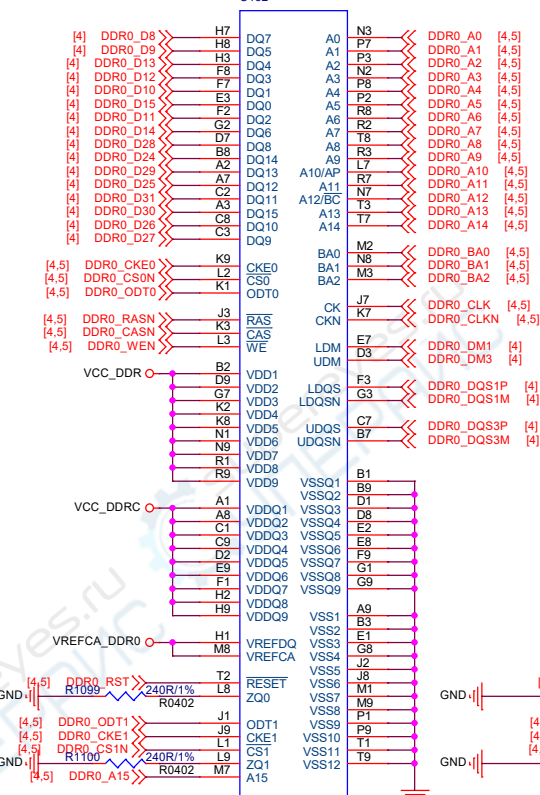 [4] DDR0_D8 H7 DQ7 A0 N3 DDR0_A0 [4,5]
[4] DDR0_D9 H8 DQ5 A1 P7 DDR0_A1 [4,5]
[4] DDR0_D13 H3 DQ4 A2 P3 DDR0_A2 [4,5]
[4] DDR0_D12 F8 DQ3 A3 N2 DDR0_A3 [4,5]
[4] DDR0_D10 F7 DQ1 A4 P8 DDR0_A4 [4,5]
[4] DDR0_D15 E3 DQ0 A5 P2 DDR0_A5 [4,5]
[4] DDR0_D11 F2 DQ2 A6 R8 DDR0_A6 [4,5]
[4] DDR0_D14 G2 DQ6 A7 R2 DDR0_A7 [4,5]
[4] DDR0_D28 D7 DQ8 A8 T8 DDR0_A8 [4,5]
[4] DDR0_D24 B8 DQ14 A9 R3 DDR0_A9 [4,5]
[4] DDR0_D29 A2 DQ13 A10/AP L7 DDR0_A10 [4,5]
[4] DDR0_D25 A7 DQ12 A11 R7 DDR0_A11 [4,5]
[4] DDR0_D31 C2 DQ11 A12/BC N7 DDR0_A12 [4,5]
[4] DDR0_D30 A3 DQ15 A13 T3 DDR0_A13 [4,5]
[4] DDR0_D26 C8 DQ10 A14 T7 DDR0_A14 [4,5]
[4] DDR0_D27 C3 DQ9
BA0 M2 DDR0_BA0 [4,5]
[4,5] DDR0_CKE0 K9 CKE0 BA1 N8 DDR0_BA1 [4,5]
[4,5] DDR0_CS0N L2 CS0 BA2 M3 DDR0_BA2 [4,5]
[4,5] DDR0_ODT0 K1 ODT0
CK J7 DDR0_CLK [4,5]
[4,5] DDR0_RASN J3 RAS CKN K7 DDR0_CLKN [4,5]
[4,5] DDR0_CASN K3 CAS
[4,5] DDR0_WEN L3 WE LDM E7 DDR0_DM1 [4]
UDM D3 DDR0_DM3 [4]
VCC_DDR B2 VDD1
D9 VDD2 LDQS F3 DDR0_DQS1P [4]
G7 VDD3 LDQSN G3 DDR0_DQS1M [4]
K2 VDD4
K8 VDD5 UDQS C7 DDR0_DQS3P [4]
N1 VDD6 UDQSN B7 DDR0_DQS3M [4]
N9 VDD7
R1 VDD8
R9 VDD9 VSSQ1 B1
VSSQ2 B9
VCC_DDRC A1 VDDQ1 VSSQ3 D1
A8 VDDQ2 VSSQ4 D8
C1 VDDQ3 VSSQ5 E2
C9 VDDQ4 VSSQ6 E8
D2 VDDQ5 VSSQ7 F9
E9 VDDQ6 VSSQ8 G1
F1 VDDQ7 VSSQ9 G9
H2 VDDQ8
H9 VDDQ9 VSS1 A9
VSS2 B3
VREFCA_DDR0 H1 VREFDQ VSS3 E1
M8 VREFCA VSS4 G8
VSS5 J2
[4,5] DDR0_RST T2 RESET VSS6 J8
GND R1099 240R/1% R0402 L8 ZQ0 VSS7 M1 GND
VSS8 M9
[4,5] DDR0_ODT1 J1 ODT1 VSS9 P1
[4,5] DDR0_CKE1 J9 CKE1 VSS10 P9
[4,5] DDR0_CS1N L1 CS1 VSS11 T1
GND R1100 240R/1% R0402 L9 ZQ1 VSS12 T9 GND
[4,5] DDR0_A15 M7 A15